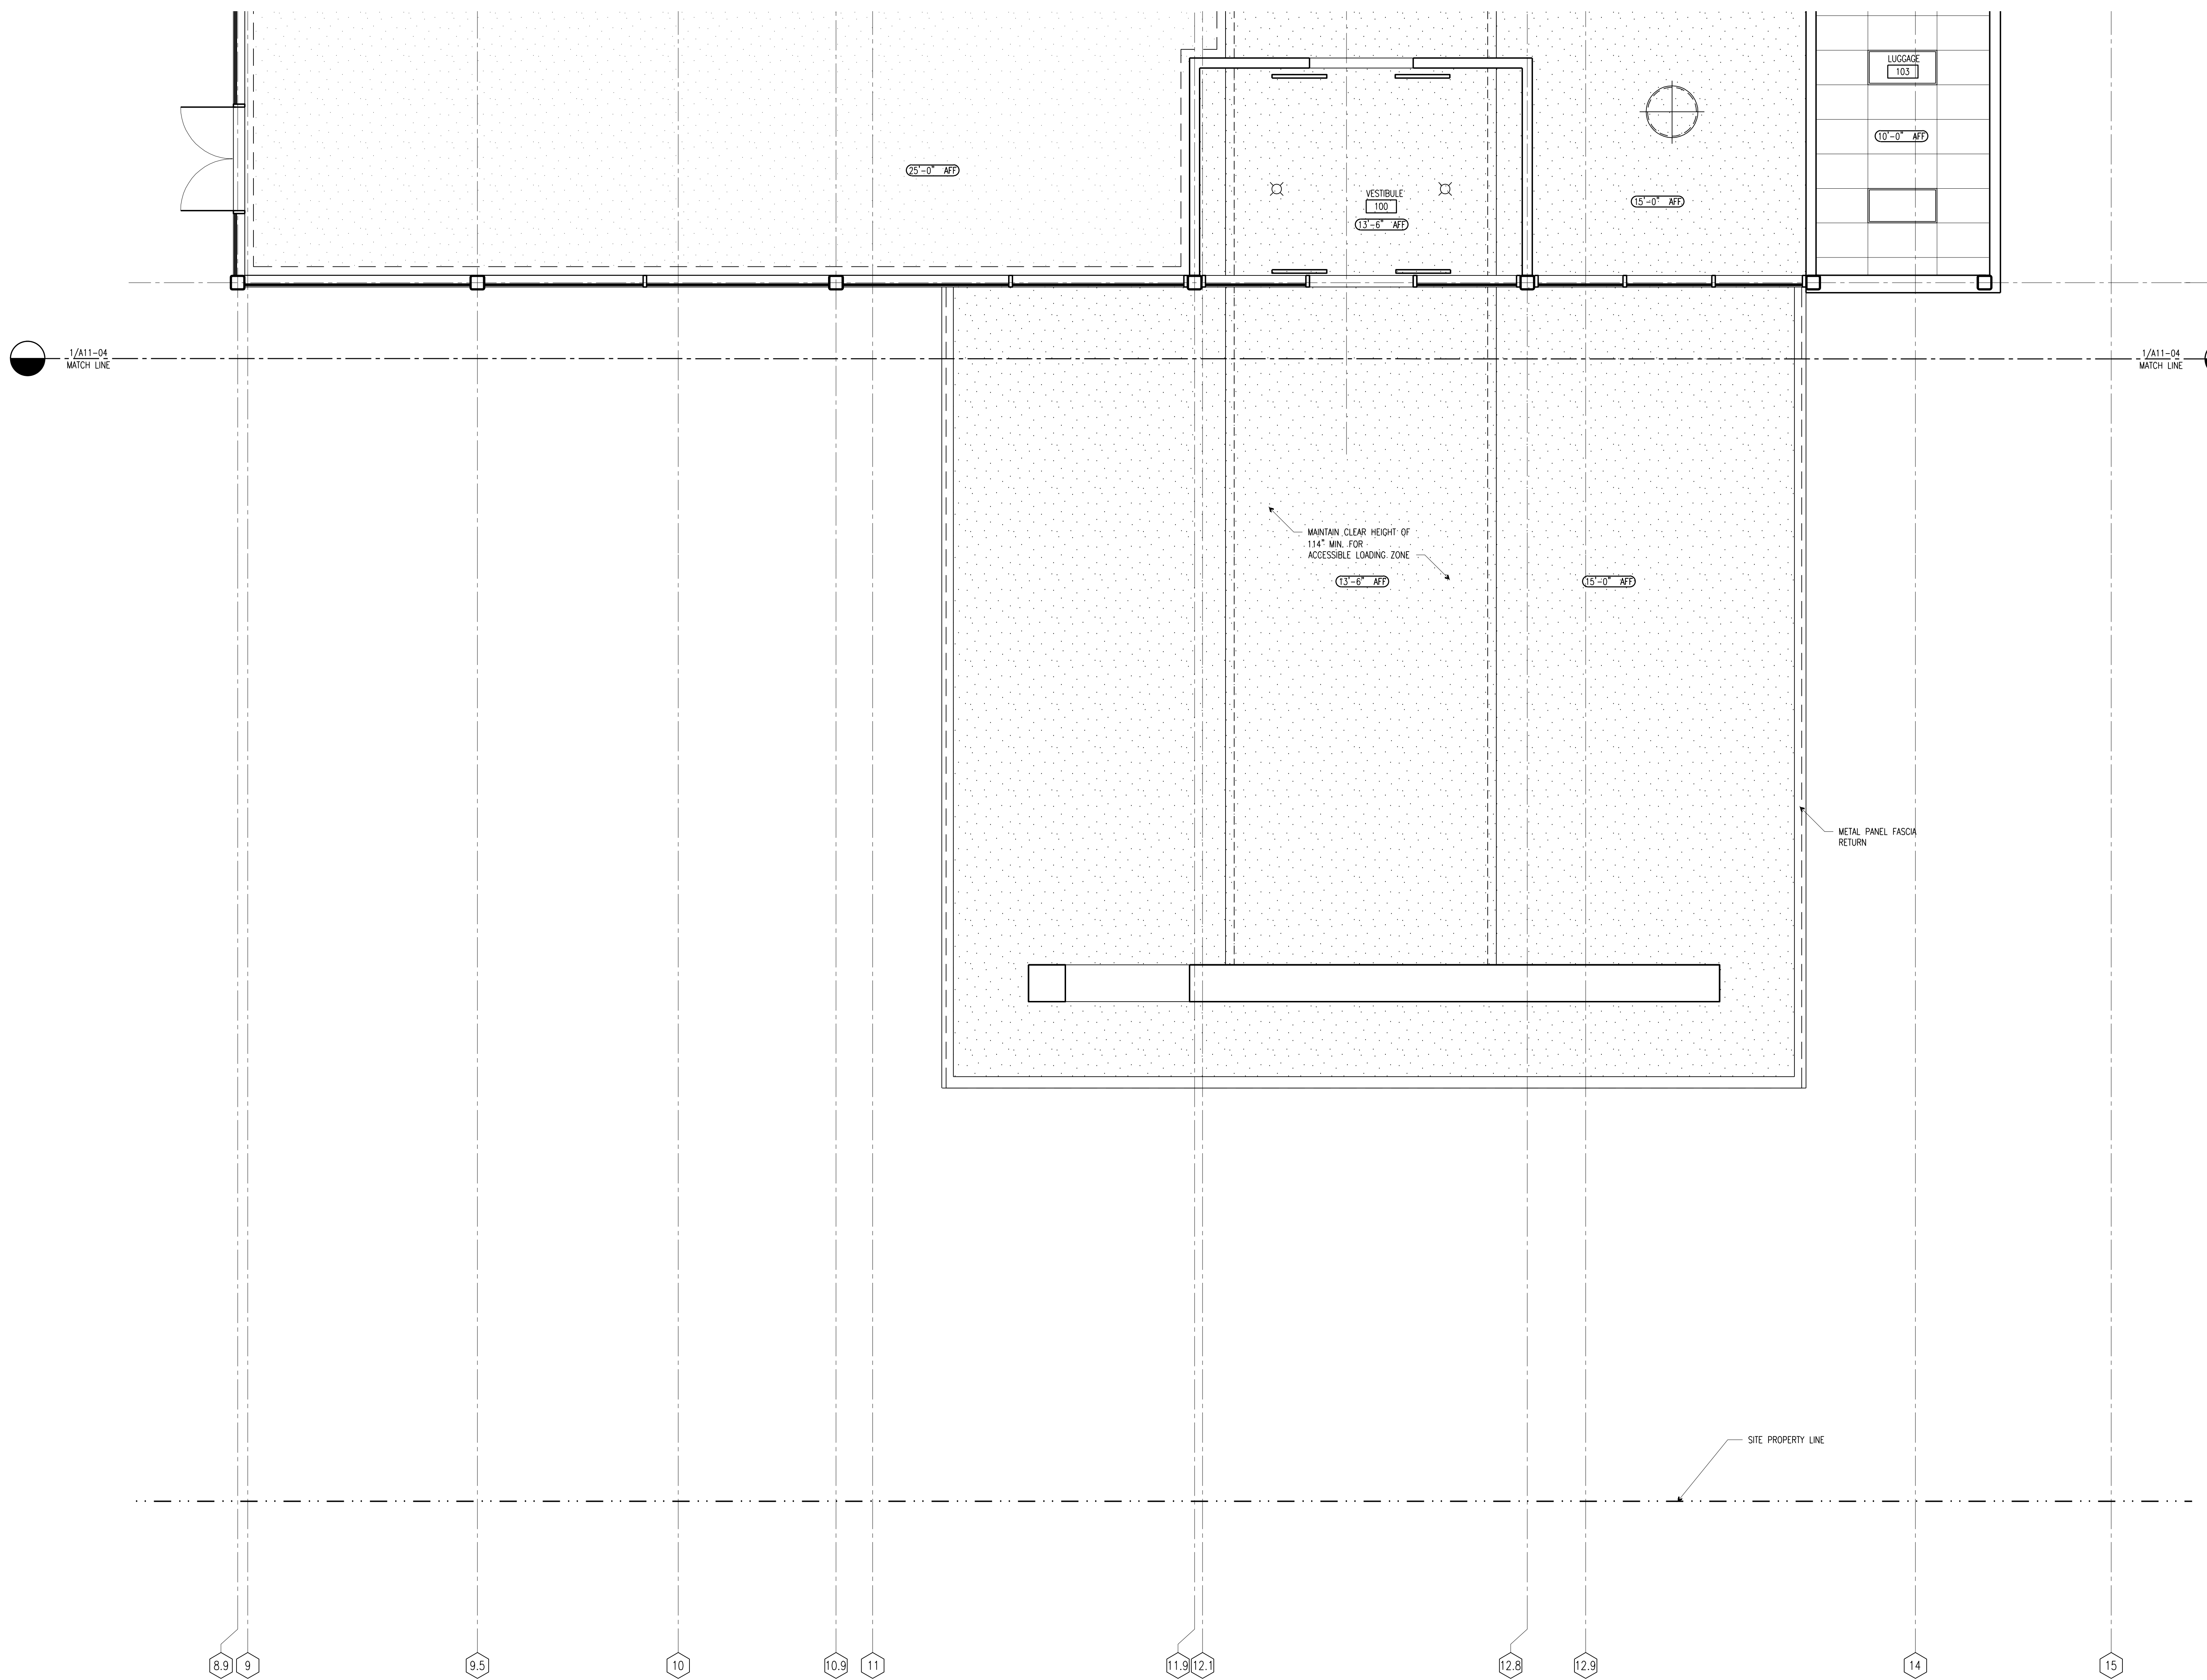 LUGGAGE
103
10'-0" AFF
25'-0" AFF
VESTIBULE
100
13'-6" AFF
15'-0" AFF
1/A11-04
MATCH LINE
1/A11-04
MATCH LINE
MAINTAIN CLEAR HEIGHT OF
114" MIN. FOR
ACCESSIBLE LOADING ZONE
13'-6" AFF
15'-0" AFF
METAL PANEL FASCIA
RETURN
SITE PROPERTY LINE
8.9 9 9.5 10 10.9 11 11.9 12.1 12.8 12.9 14 15